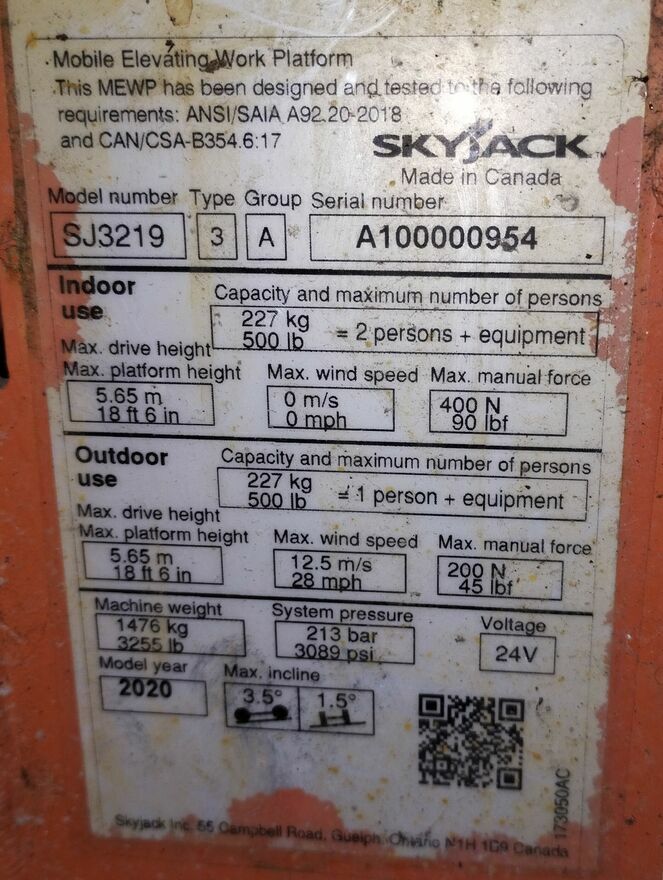 Mobile Elevating Work Platform
This MEWP has been designed and tested to the following
requirements: ANSI/SAIA A92.20-2018
and CAN/CSA-B354.6:17
SKYJACK
Made in Canada
Model number Type Group Serial number
SJ3219 3 A A100000954
Indoor use
Capacity and maximum number of persons
227 kg
500 lb = 2 persons + equipment
Max. drive height
Max. platform height Max. wind speed Max. manual force
5.65 m 0 m/s 400 N
18 ft 6 in 0 mph 90 lbf
Outdoor use
Capacity and maximum number of persons
227 kg
500 lb = 1 person + equipment
Max. drive height
Max. platform height Max. wind speed Max. manual force
5.65 m 12.5 m/s 200 N
18 ft 6 in 28 mph 45 lbf
Machine weight System pressure Voltage
1476 kg 213 bar 24V
3255 lb 3089 psi
Model year Max. incline
2020 3.5° 1.5°
173050AC
Skyjack Inc. 55 Campbell Road, Guelph, Ontario N1H 1B9 Canada